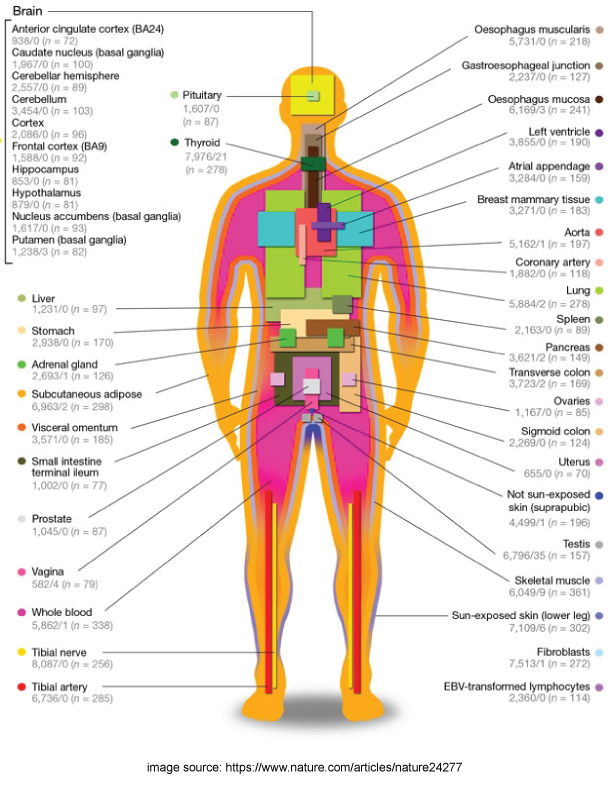 Brain
Anterior cingulate cortex (BA24)
938/0 (n = 72)
Caudate nucleus (basal ganglia)
1,967/0 (n = 100)
Cerebellar hemisphere
2,557/0 (n = 89)
Cerebellum
3,454/0 (n = 103)
Cortex
2,086/0 (n = 96)
Frontal cortex (BA9)
1,588/0 (n = 92)
Hippocampus
853/0 (n = 81)
Hypothalamus
879/0 (n = 81)
Nucleus accumbens (basal ganglia)
1,617/0 (n = 93)
Putamen (basal ganglia)
1,238/3 (n = 82)
Pituitary
1,607/0
(n = 87)
Thyroid
7,976/21
(n = 278)
Liver
1,231/0 (n = 97)
Stomach
2,938/0 (n = 170)
Adrenal gland
2,693/1 (n = 126)
Subcutaneous adipose
6,963/2 (n = 298)
Visceral omentum
3,571/0 (n = 185)
Small intestine
terminal ileum
1,002/0 (n = 77)
Prostate
1,045/0 (n = 87)
Vagina
582/4 (n = 79)
Whole blood
5,862/1 (n = 338)
Tibial nerve
8,087/0 (n = 256)
Tibial artery
6,736/0 (n = 285)
Oesophagus muscularis
5,731/0 (n = 218)
Gastroesophageal junction
2,237/0 (n = 127)
Oesophagus mucosa
6,169/3 (n = 241)
Left ventricle
3,855/0 (n = 190)
Atrial appendage
3,284/0 (n = 159)
Breast mammary tissue
3,271/0 (n = 183)
Aorta
5,162/1 (n = 197)
Coronary artery
1,882/0 (n = 118)
Lung
5,884/2 (n = 278)
Spleen
2,163/0 (n = 89)
Pancreas
3,621/2 (n = 149)
Transverse colon
3,723/2 (n = 169)
Ovaries
1,167/0 (n = 85)
Sigmoid colon
2,269/0 (n = 124)
Uterus
655/0 (n = 70)
Not sun-exposed
skin (suprapubic)
4,499/1 (n = 196)
Testis
6,796/35 (n = 157)
Skeletal muscle
6,049/9 (n = 361)
Sun-exposed skin (lower leg)
7,109/6 (n = 302)
Fibroblasts
7,513/1 (n = 272)
EBV-transformed lymphocytes
2,360/0 (n = 114)
image source: https://www.nature.com/articles/nature24277